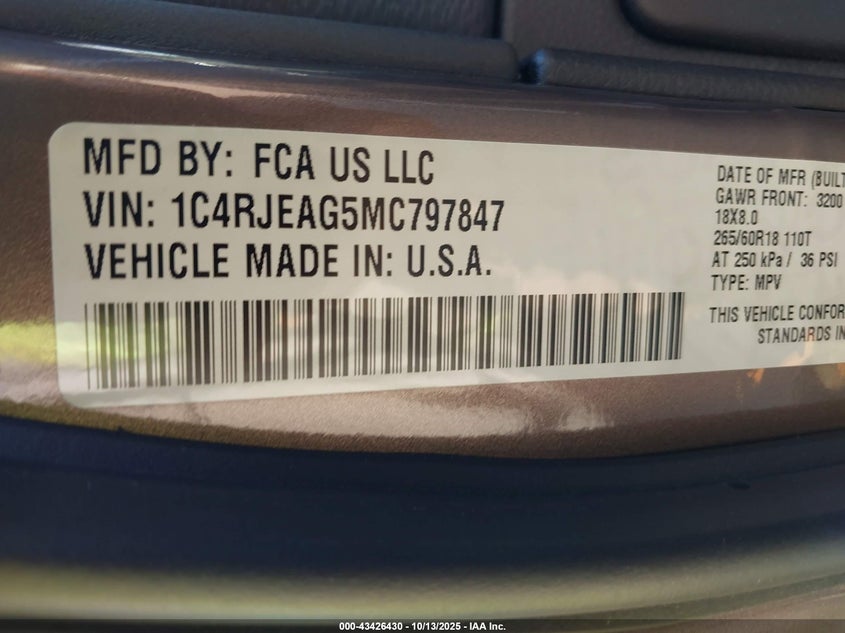 MFD BY: FCA US LLC
VIN: 1C4RJEAG5MC797847
VEHICLE MADE IN: U.S.A.
DATE OF MFR (BUILT
GAWR FRONT: 3200
18X8.0
265/60R18 110T
AT 250 kPa / 36 PSI
TYPE: MPV
THIS VEHICLE CONFOR
STANDARDS IN
000-43426430 - 10/13/2025 - IAA Inc.